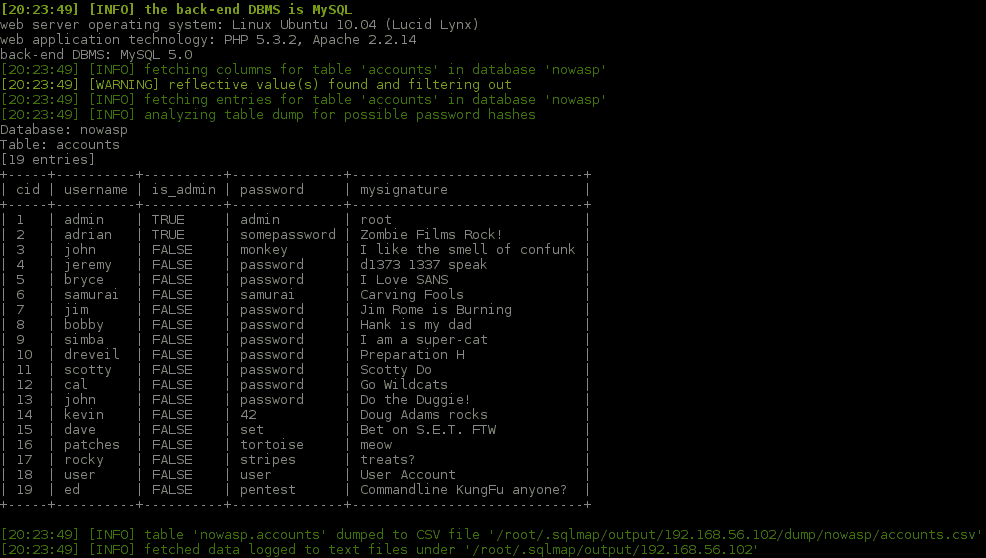 [20:23:49] [INFO] the back-end DBMS is MySQL
web server operating system: Linux Ubuntu 10.04 (Lucid Lynx)
web application technology: PHP 5.3.2, Apache 2.2.14
back-end DBMS: MySQL 5.0
[20:23:49] [INFO] fetching columns for table 'accounts' in database 'nowasp'
[20:23:49] [WARNING] reflective value(s) found and filtering out
[20:23:49] [INFO] fetching entries for table 'accounts' in database 'nowasp'
[20:23:49] [INFO] analyzing table dump for possible password hashes
Database: nowasp
Table: accounts
[19 entries]
+-----+----------+----------+--------------+-----------------------------+
| cid | username | is_admin | password     | mysignature                 |
+-----+----------+----------+--------------+-----------------------------+
| 1   | admin    | TRUE     | admin        | root                        |
| 2   | adrian   | TRUE     | somepassword | Zombie Films Rock!          |
| 3   | john     | FALSE    | monkey       | I like the smell of confunk |
| 4   | jeremy   | FALSE    | password     | d1373 1337 speak            |
| 5   | bryce    | FALSE    | password     | I Love SANS                 |
| 6   | samurai  | FALSE    | samurai      | Carving Fools               |
| 7   | jim      | FALSE    | password     | Jim Rome is Burning         |
| 8   | bobby    | FALSE    | password     | Hank is my dad              |
| 9   | simba    | FALSE    | password     | I am a super-cat            |
| 10  | dreveil  | FALSE    | password     | Preparation H               |
| 11  | scotty   | FALSE    | password     | Scotty Do                   |
| 12  | cal      | FALSE    | password     | Go Wildcats                 |
| 13  | john     | FALSE    | password     | Do the Duggie!              |
| 14  | kevin    | FALSE    | 42           | Doug Adams rocks            |
| 15  | dave     | FALSE    | set          | Bet on S.E.T. FTW           |
| 16  | patches  | FALSE    | tortoise     | meow                        |
| 17  | rocky    | FALSE    | stripes      | treats?                     |
| 18  | user     | FALSE    | user         | User Account                |
| 19  | ed       | FALSE    | pentest      | Commandline KungFu anyone?  |
+-----+----------+----------+--------------+-----------------------------+
[20:23:49] [INFO] table 'nowasp.accounts' dumped to CSV file '/root/.sqlmap/output/192.168.56.102/dump/nowasp/accounts.csv'
[20:23:49] [INFO] fetched data logged to text files under '/root/.sqlmap/output/192.168.56.102'